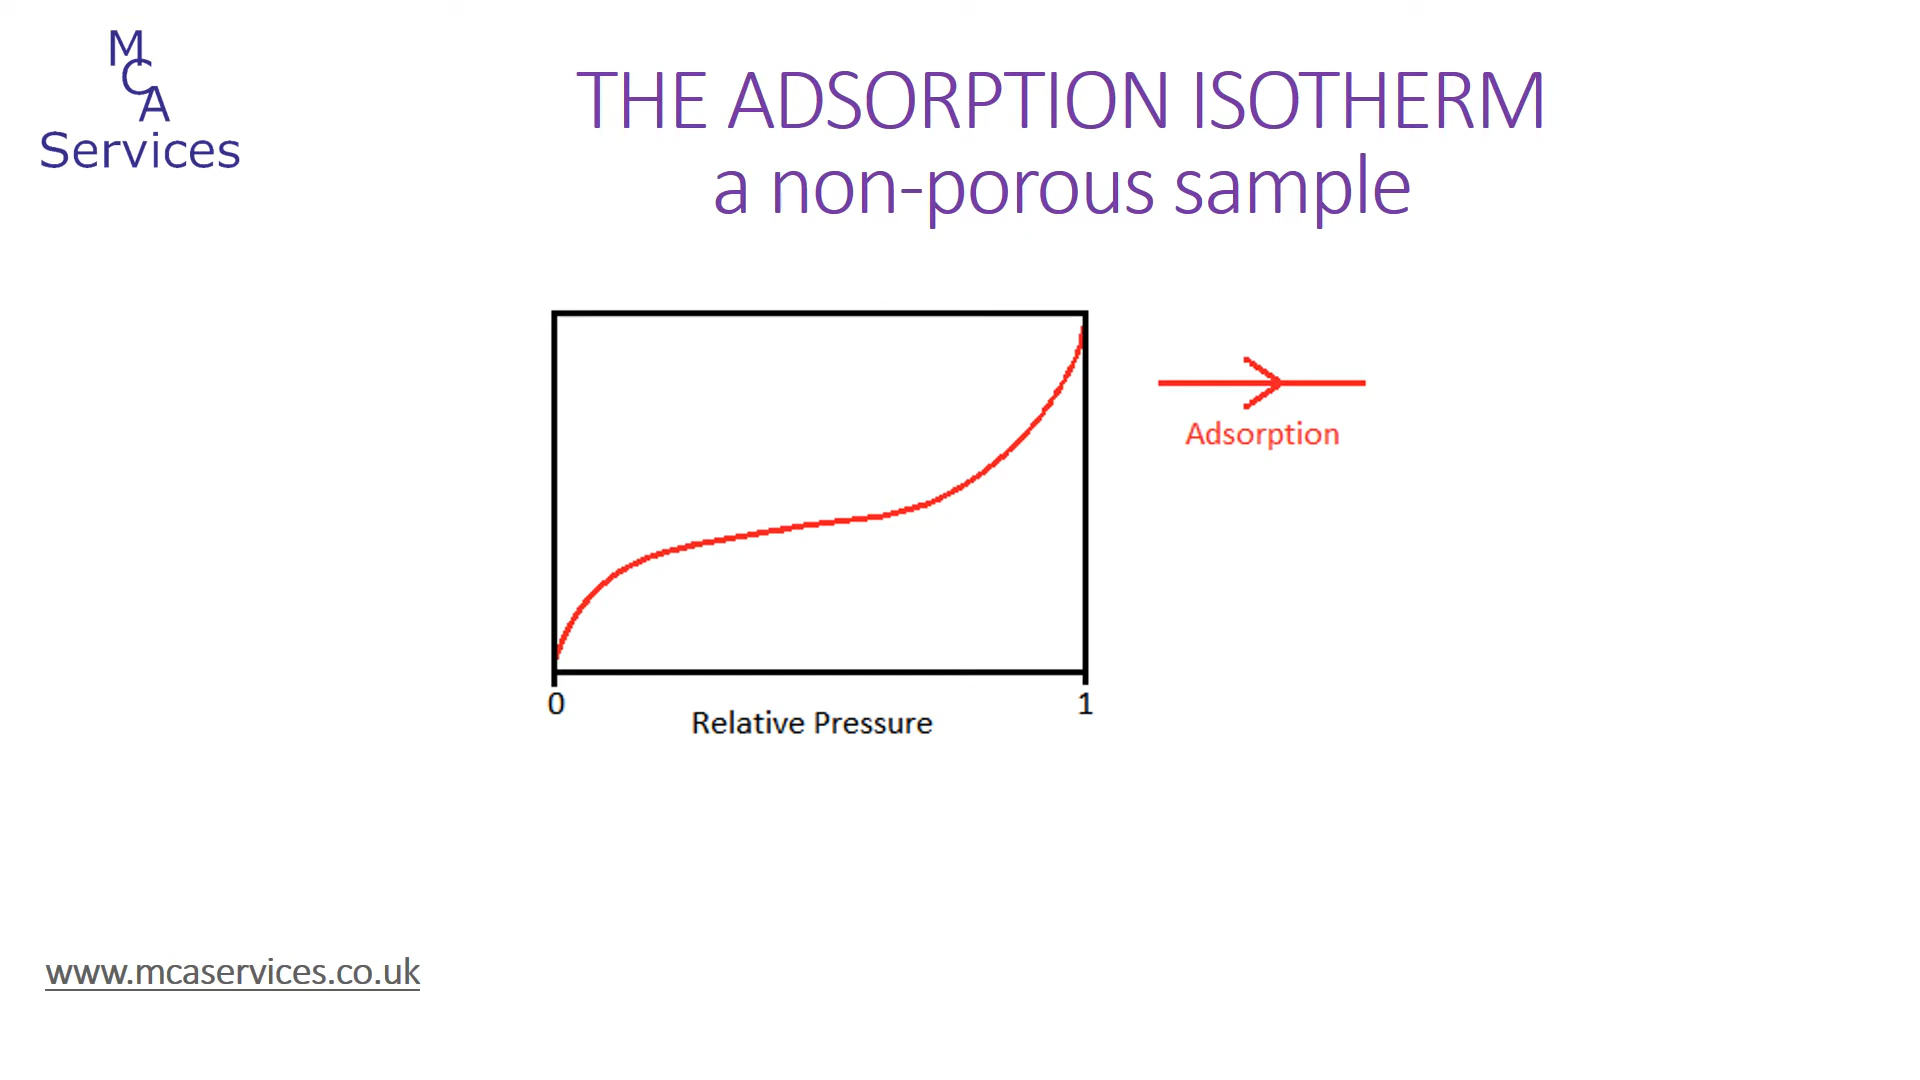 M
C
A
Services
THE ADSORPTION ISOTHERM
a non-porous sample
Adsorption
0
1
Relative Pressure
www.mcaservices.co.uk